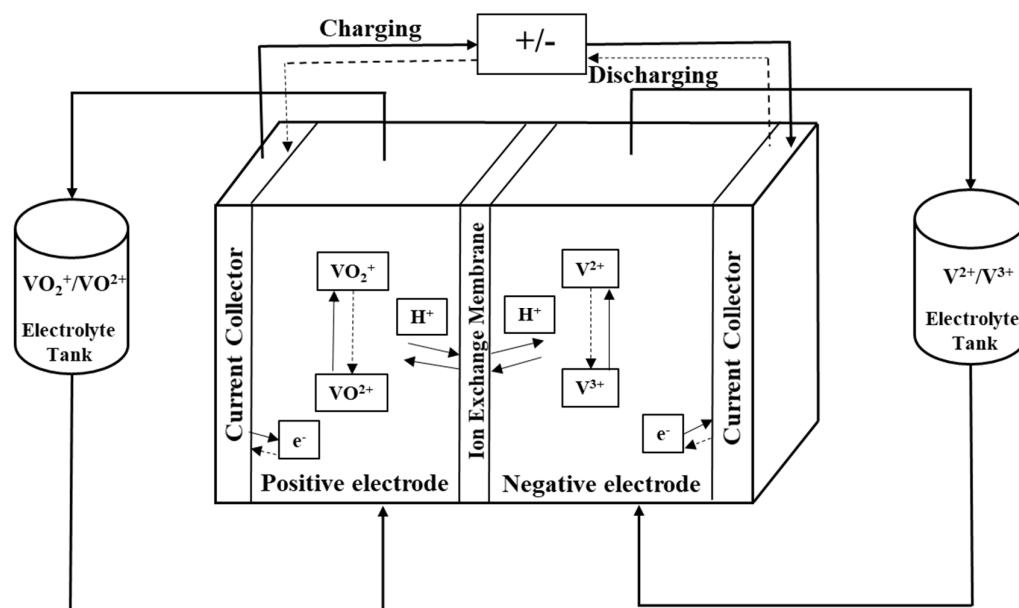 Charging
+/-
Discharging
VO₂⁺/VO²⁺
Electrolyte
Tank
Current Collector
VO₂⁺
VO²⁺
H⁺
e⁻
Positive electrode
Ion Exchange Membrane
H⁺
V²⁺
V³⁺
e⁻
Negative electrode
Current Collector
V²⁺/V³⁺
Electrolyte
Tank